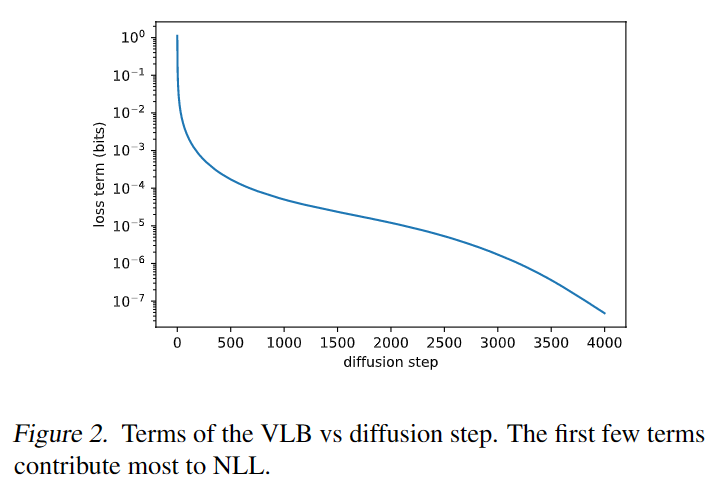 10⁰
10⁻¹
10⁻²
10⁻³
10⁻⁴
10⁻⁵
10⁻⁶
10⁻⁷
loss term (bits)
0 500 1000 1500 2000 2500 3000 3500 4000
diffusion step
Figure 2. Terms of the VLB vs diffusion step. The first few terms
contribute most to NLL.